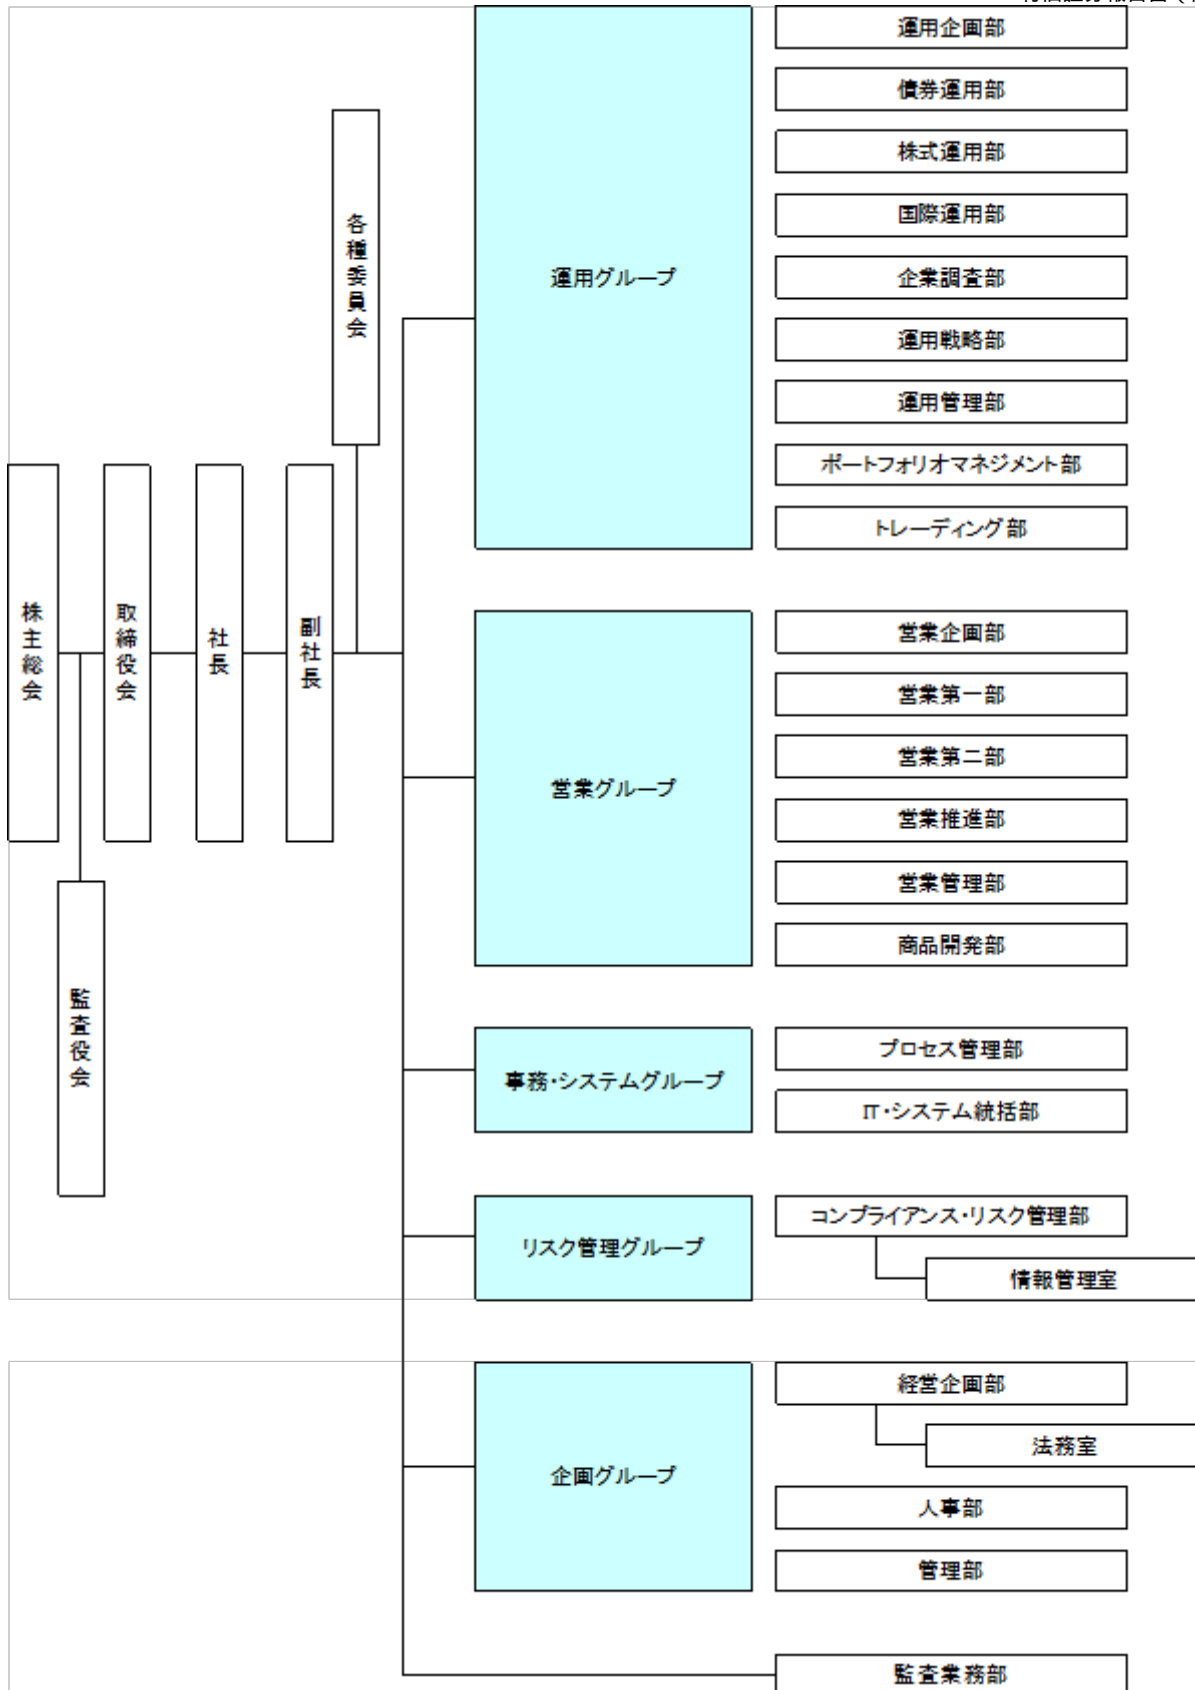 運用企画部
債券運用部
株式運用部
国際運用部
企業調査部
運用戦略部
運用管理部
ポートフォリオマネジメント部
トレーディング部
運用グループ
各種委員会
株主総会
取締役会
社長
副社長
監査役会
営業グループ
営業企画部
営業第一部
営業第二部
営業推進部
営業管理部
商品開発部
事務・システムグループ
プロセス管理部
IT・システム統括部
リスク管理グループ
コンプライアンス・リスク管理部
情報管理室
企画グループ
経営企画部
法務室
人事部
管理部
監査業務部